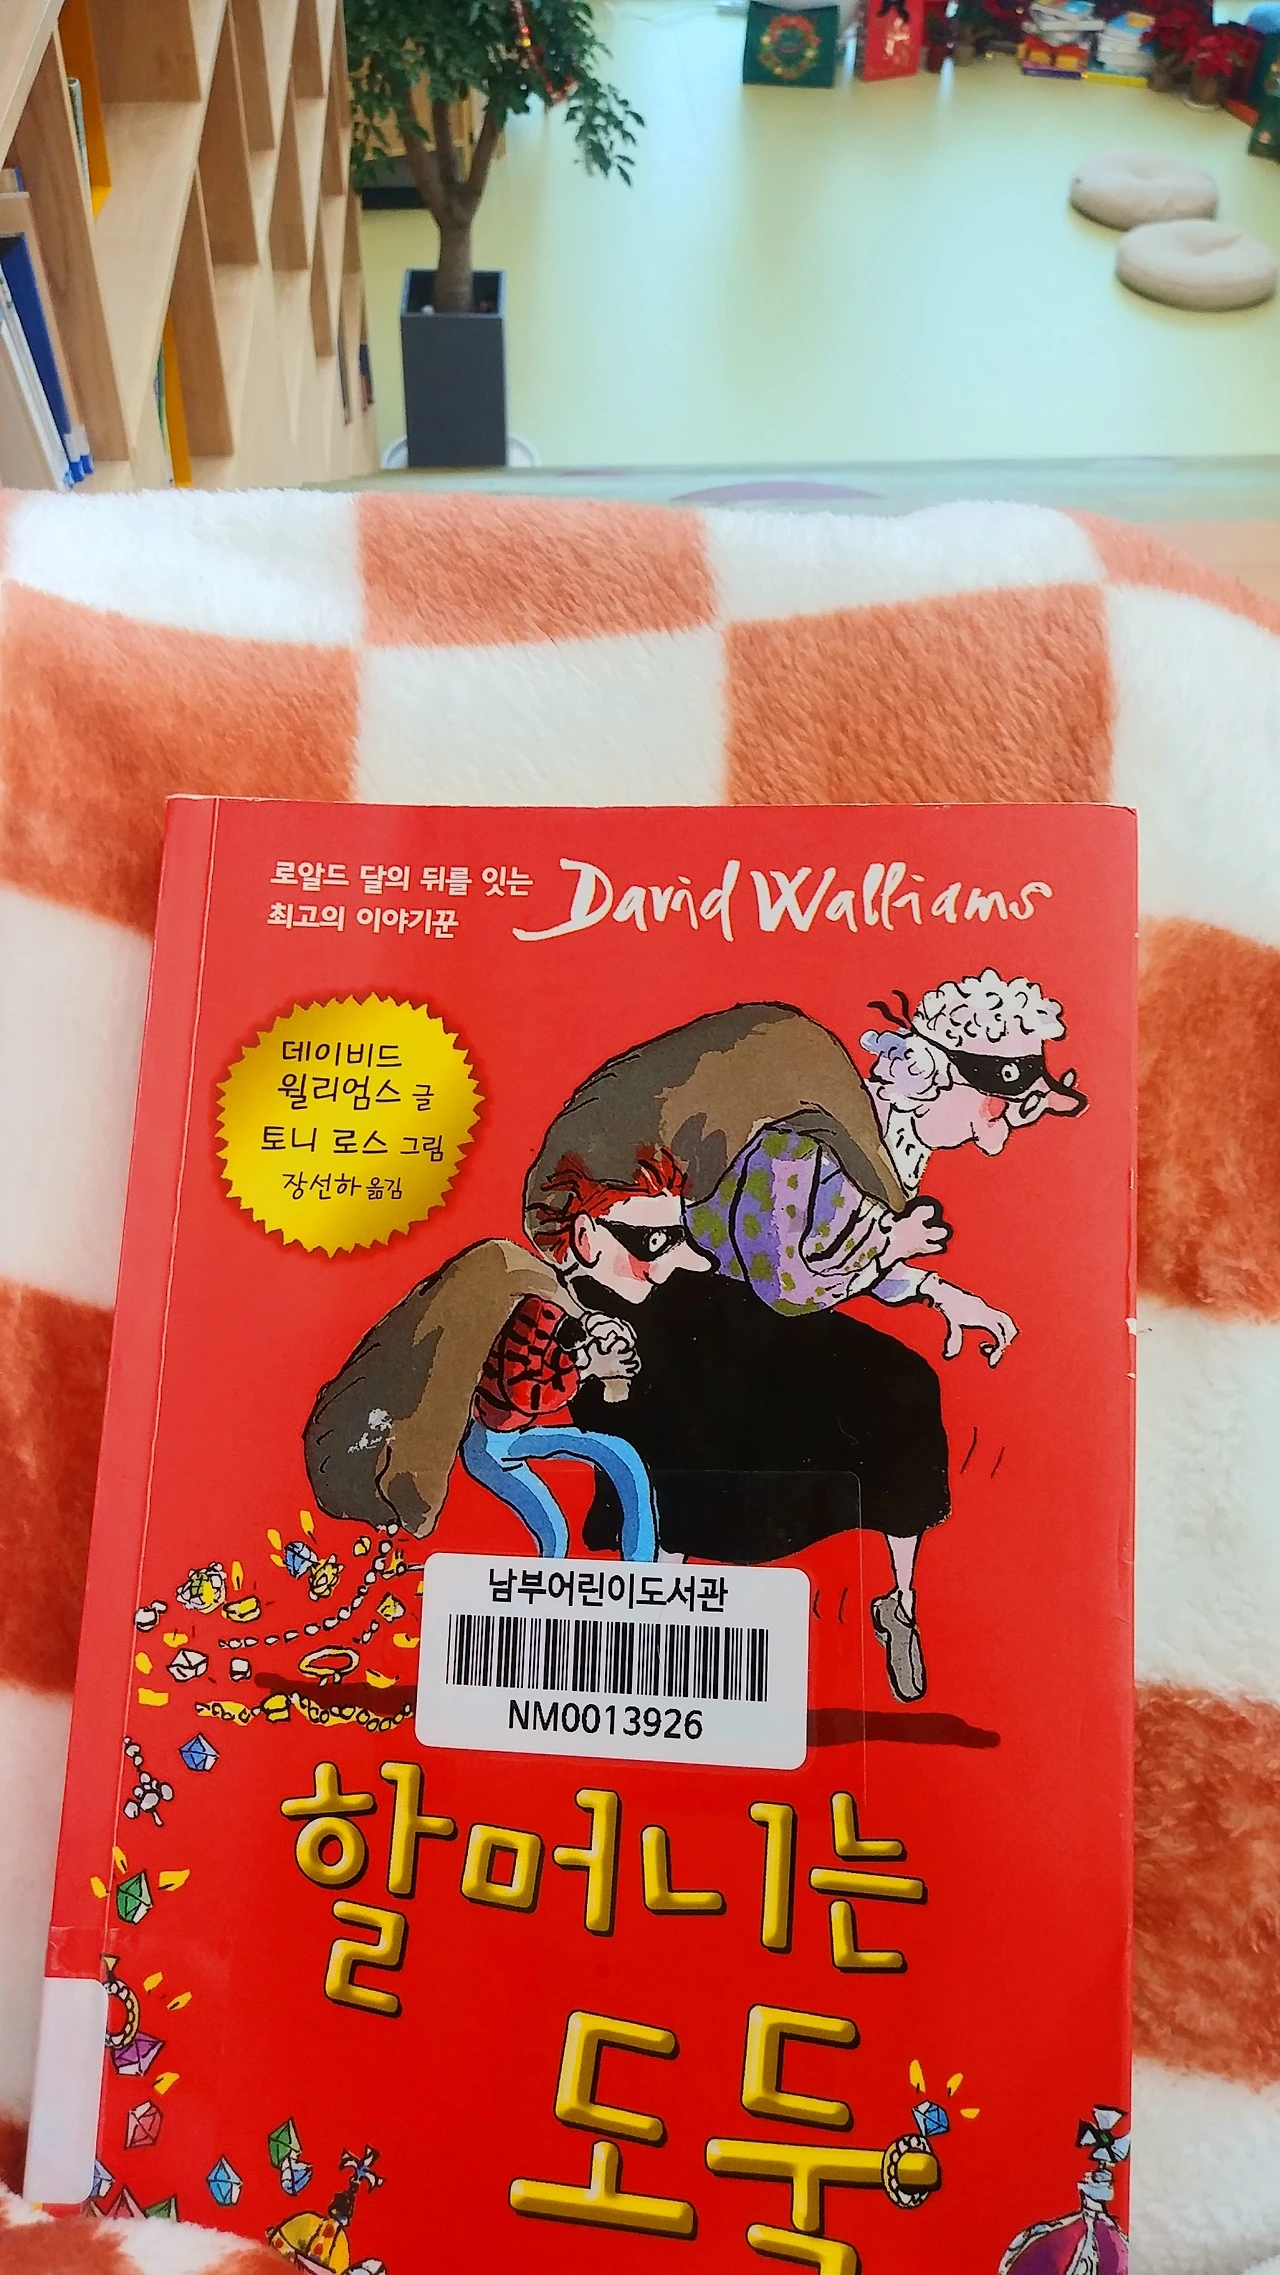 로알드 달의 뒤를 잇는
최고의 이야기꾼
David Walliams
데이비드
윌리엄스 글
토니 로스 그림
장선하 옮김
남부어린이도서관
NM0013926
할머니는
도둑